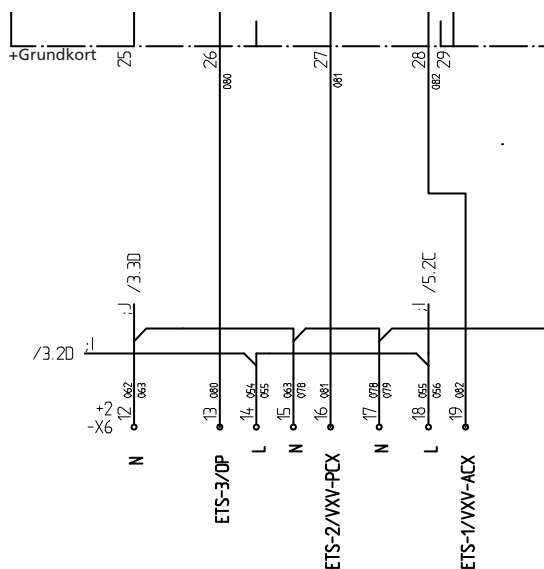 +Grundkort
25
26
27
28
29
080
081
082
/3.3D
/5.2C
/3.2D
062
063
080
054
055
063
078
081
078
079
055
056
082
+2
-X6
12
13
14
15
16
17
18
19
N
ETS-3/OP
L
N
ETS-2/VXV-PCX
N
L
ETS-1/VXV-ACX